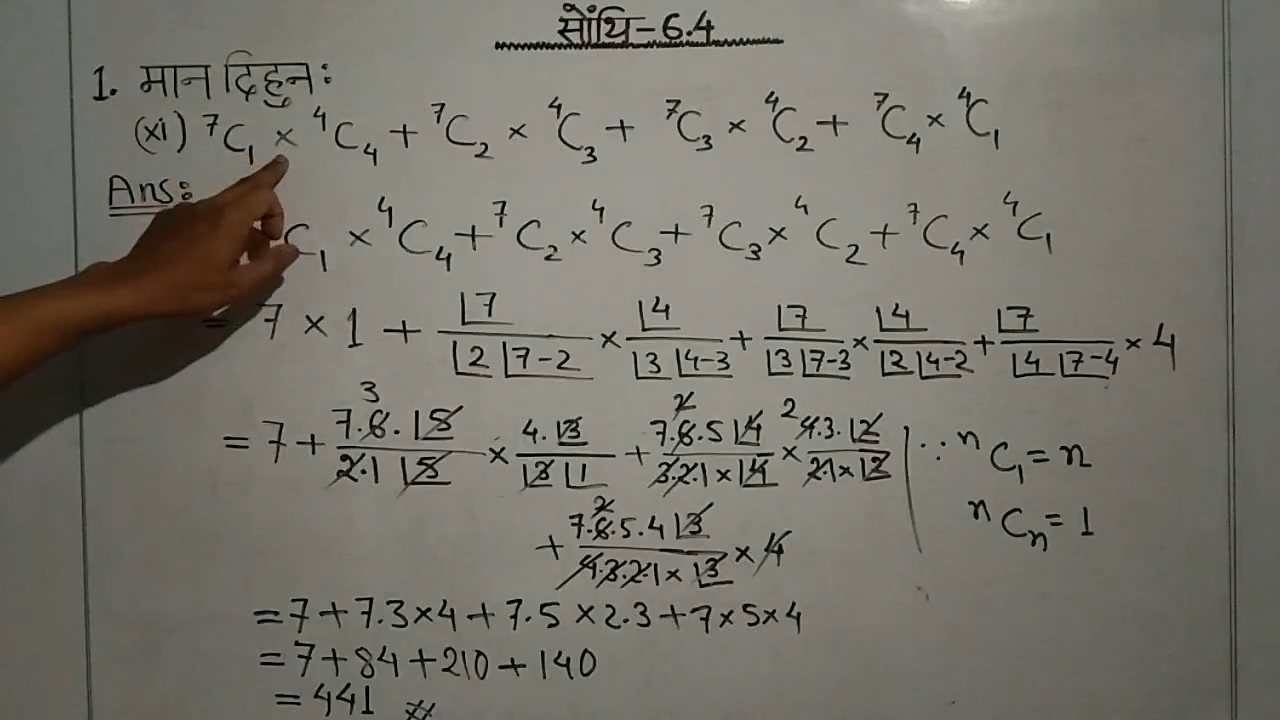 सोंथि-6.4
1. मान दिहुनः
(xi) ⁷C₁ × ⁴C₄ + ⁷C₂ × ⁴C₃ + ⁷C₃ × ⁴C₂ + ⁷C₄ × ⁴C₁
Ans:
C₁ × ⁴C₄ + ⁷C₂ × ⁴C₃ + ⁷C₃ × ⁴C₂ + ⁷C₄ × ⁴C₁
= 7 × 1 + ⌊7 / ⌊2 ⌊7-2 × ⌊4 / ⌊3 ⌊4-3 + ⌊7 / ⌊3 ⌊7-3 × ⌊4 / ⌊2 ⌊4-2 + ⌊7 / ⌊4 ⌊7-4 × 4
3 2 2
= 7 + 7.6.⌊5 / 2.1 ⌊5 × 4.⌊3 / ⌊3 ⌊1 + 7.6.5 ⌊4 / 3.2.1 × ⌊4 × 4.3.⌊2 / 2.1 × ⌊2 | ∵ ⁿC₁ = n
ⁿCₙ = 1
2
+ 7.6.5.4 ⌊3 / 4.3.2.1 × ⌊3 × 4
= 7 + 7.3 × 4 + 7.5 × 2.3 + 7 × 5 × 4
= 7 + 84 + 210 + 140
= 441